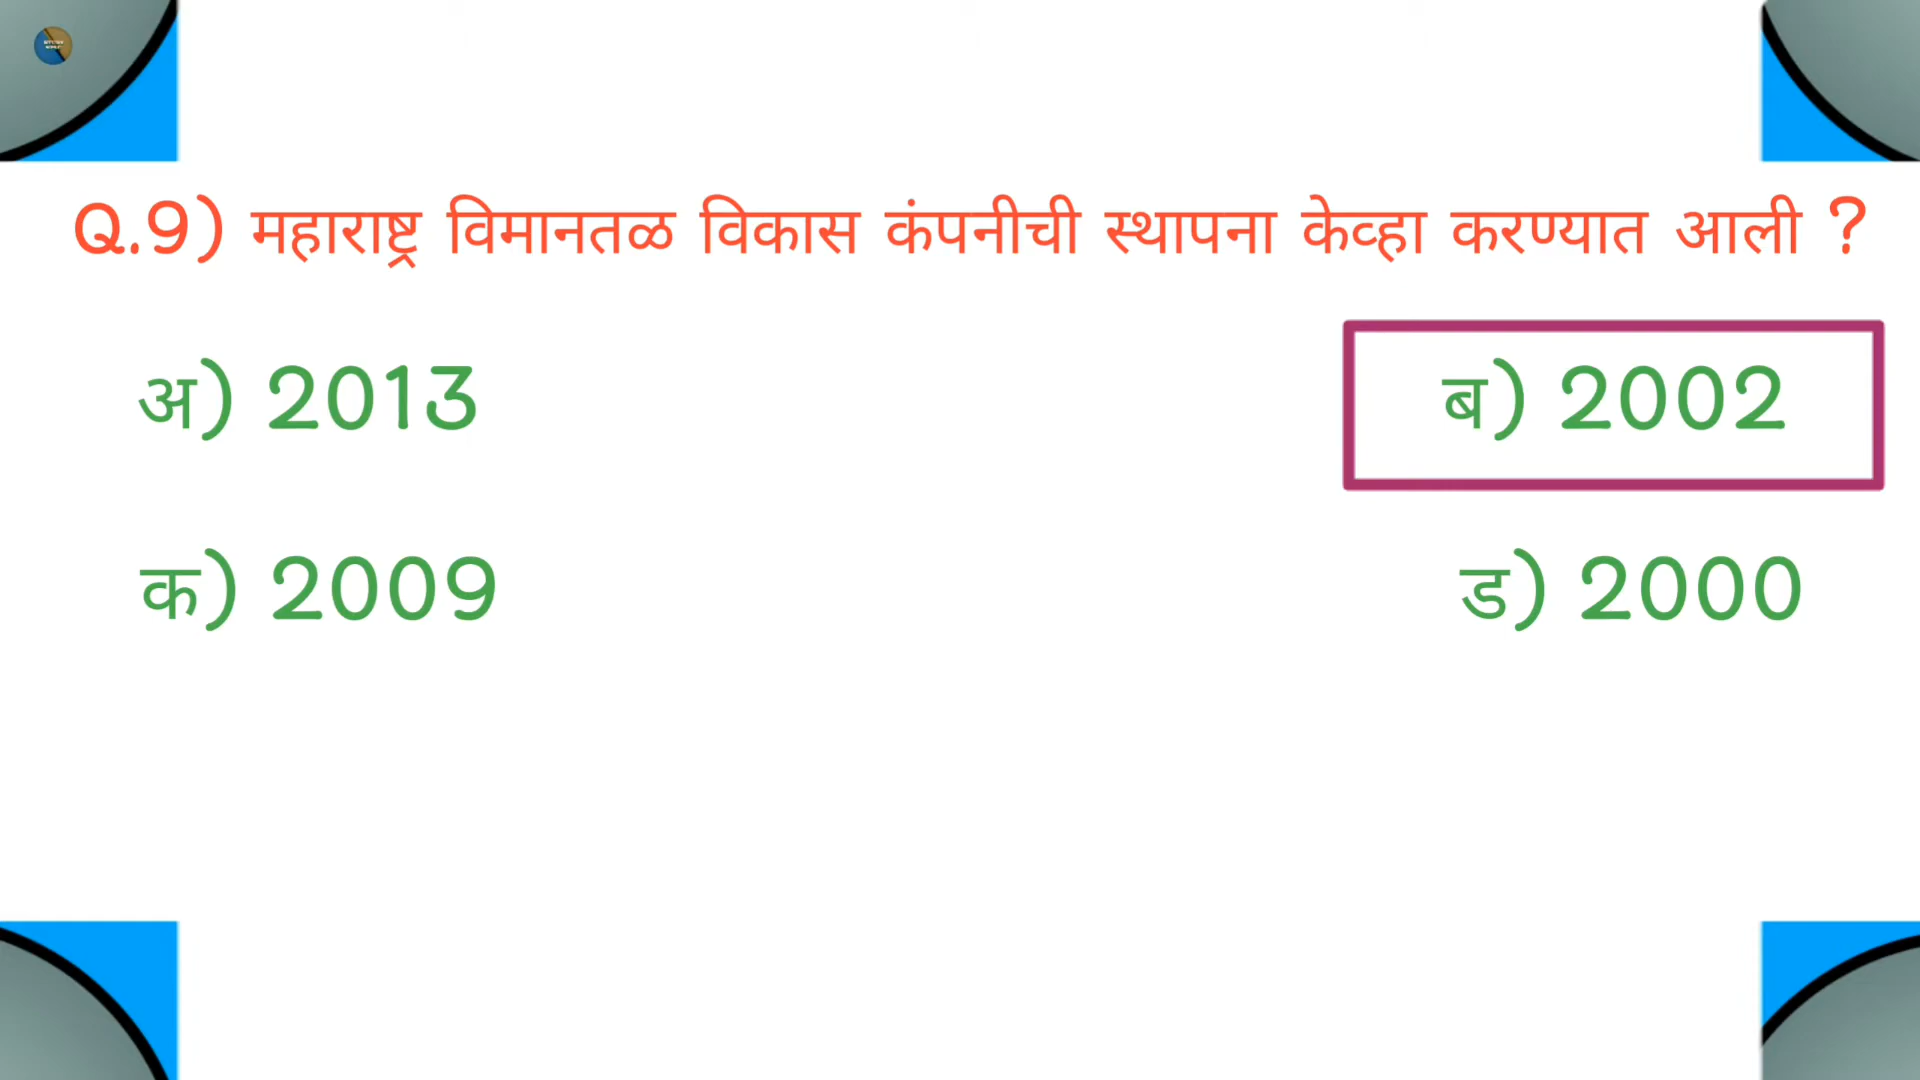 Q.9) महाराष्ट्र विमानतळ विकास कंपनीची स्थापना केव्हा करण्यात आली ?
अ) 2013
ब) 2002
क) 2009
ड) 2000